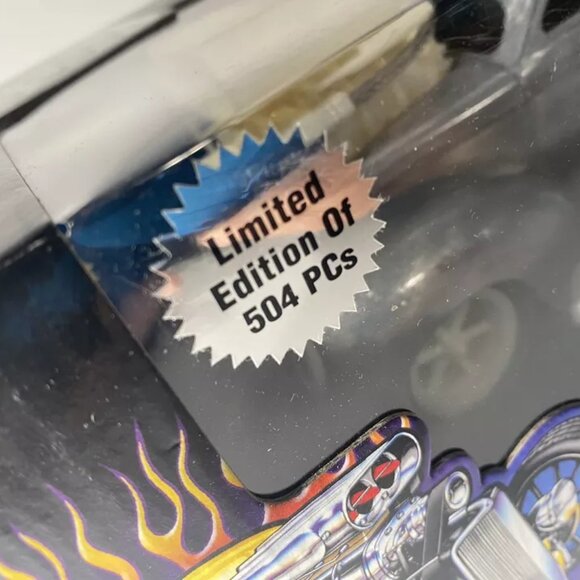 Limited
Edition Of
504 PCs